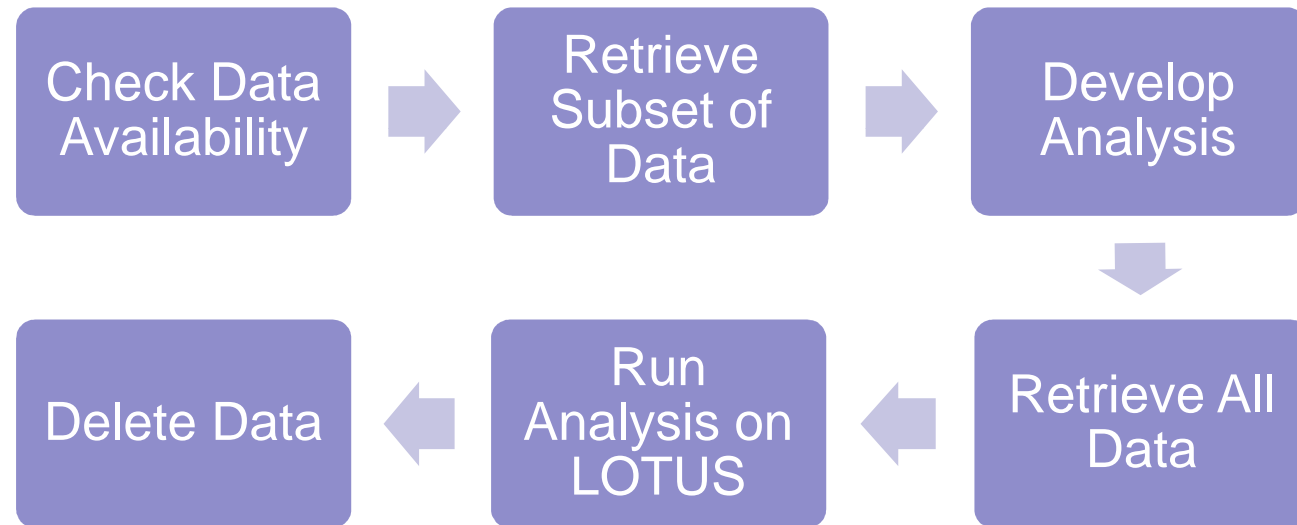 Check Data
Availability
Retrieve
Subset of
Data
Develop
Analysis
Retrieve All
Data
Run
Analysis on
LOTUS
Delete Data